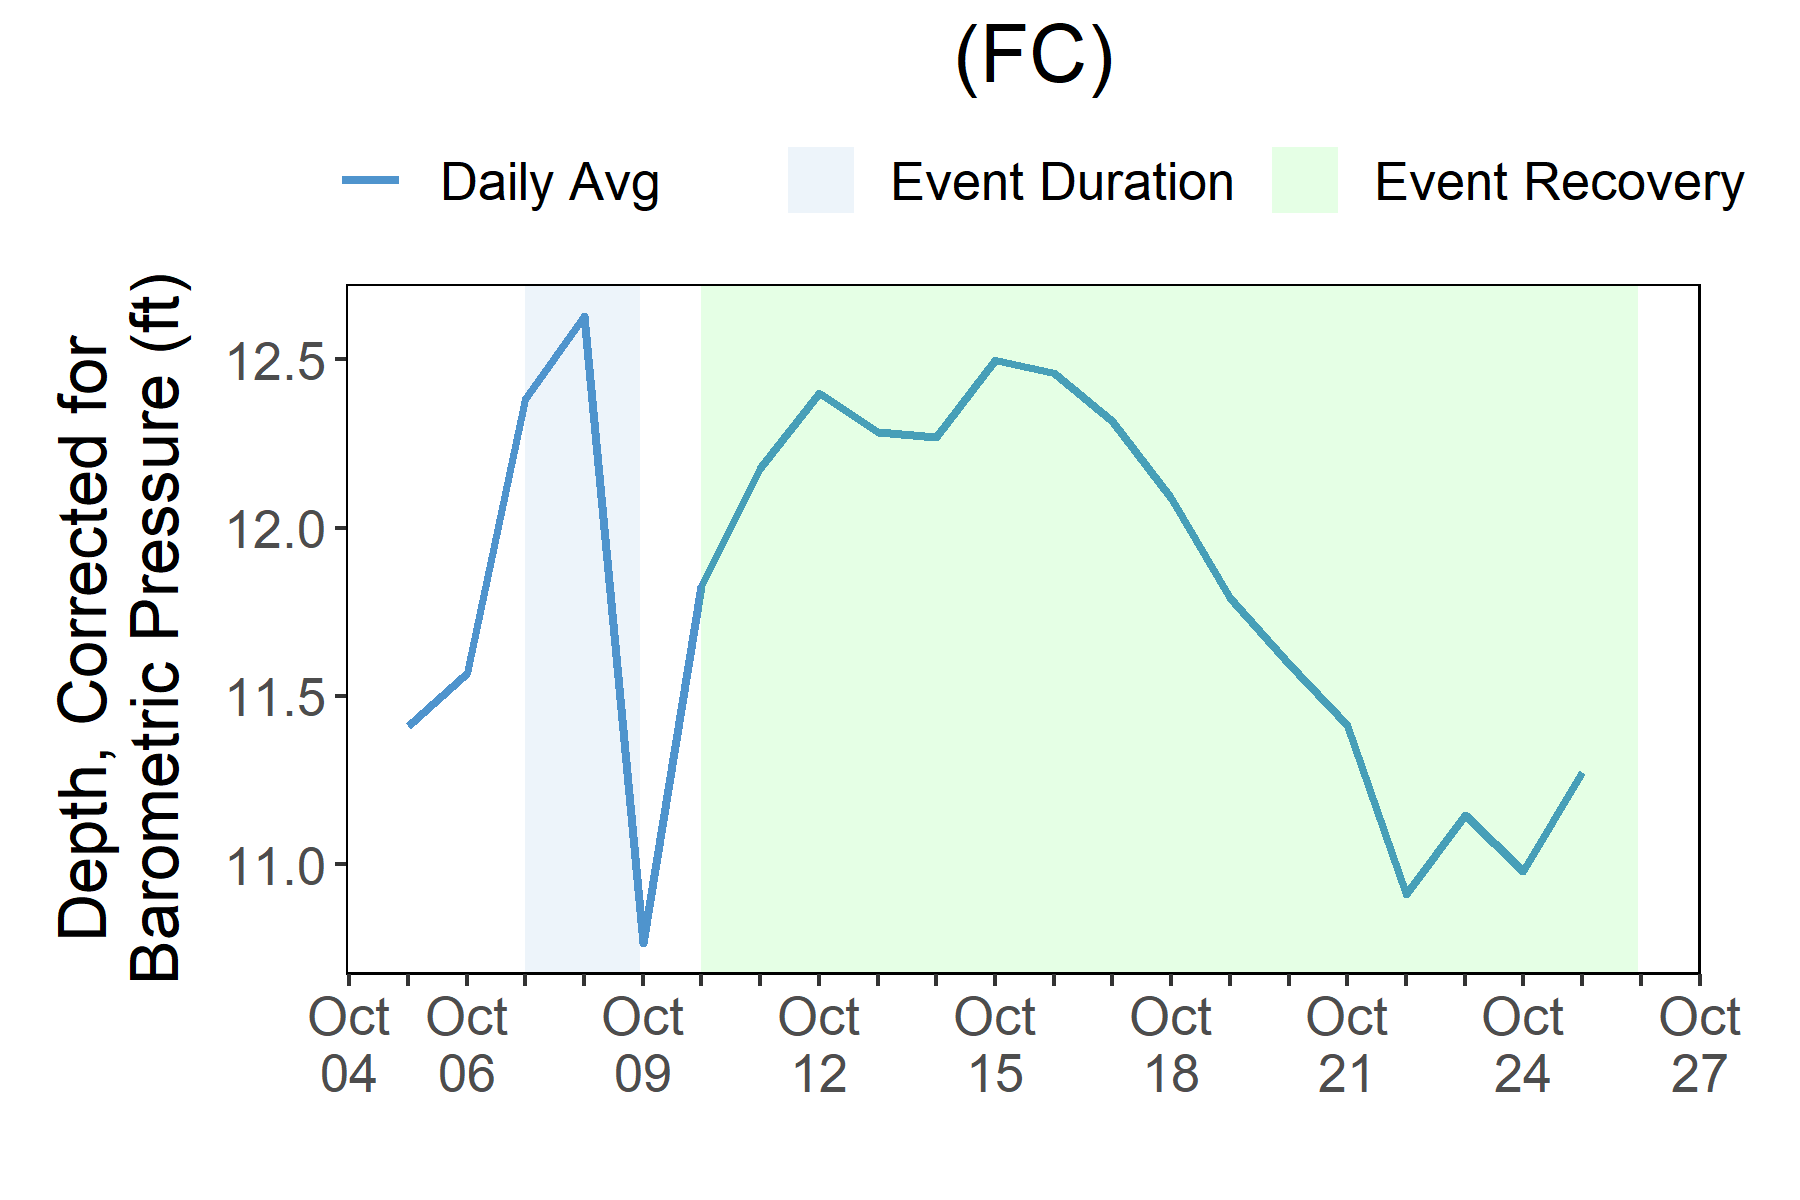 (FC)
Daily Avg
Event Duration
Event Recovery
Depth, Corrected for
Barometric Pressure (ft)
12.5
12.0
11.5
11.0
Oct 04
Oct 06
Oct 09
Oct 12
Oct 15
Oct 18
Oct 21
Oct 24
Oct 27